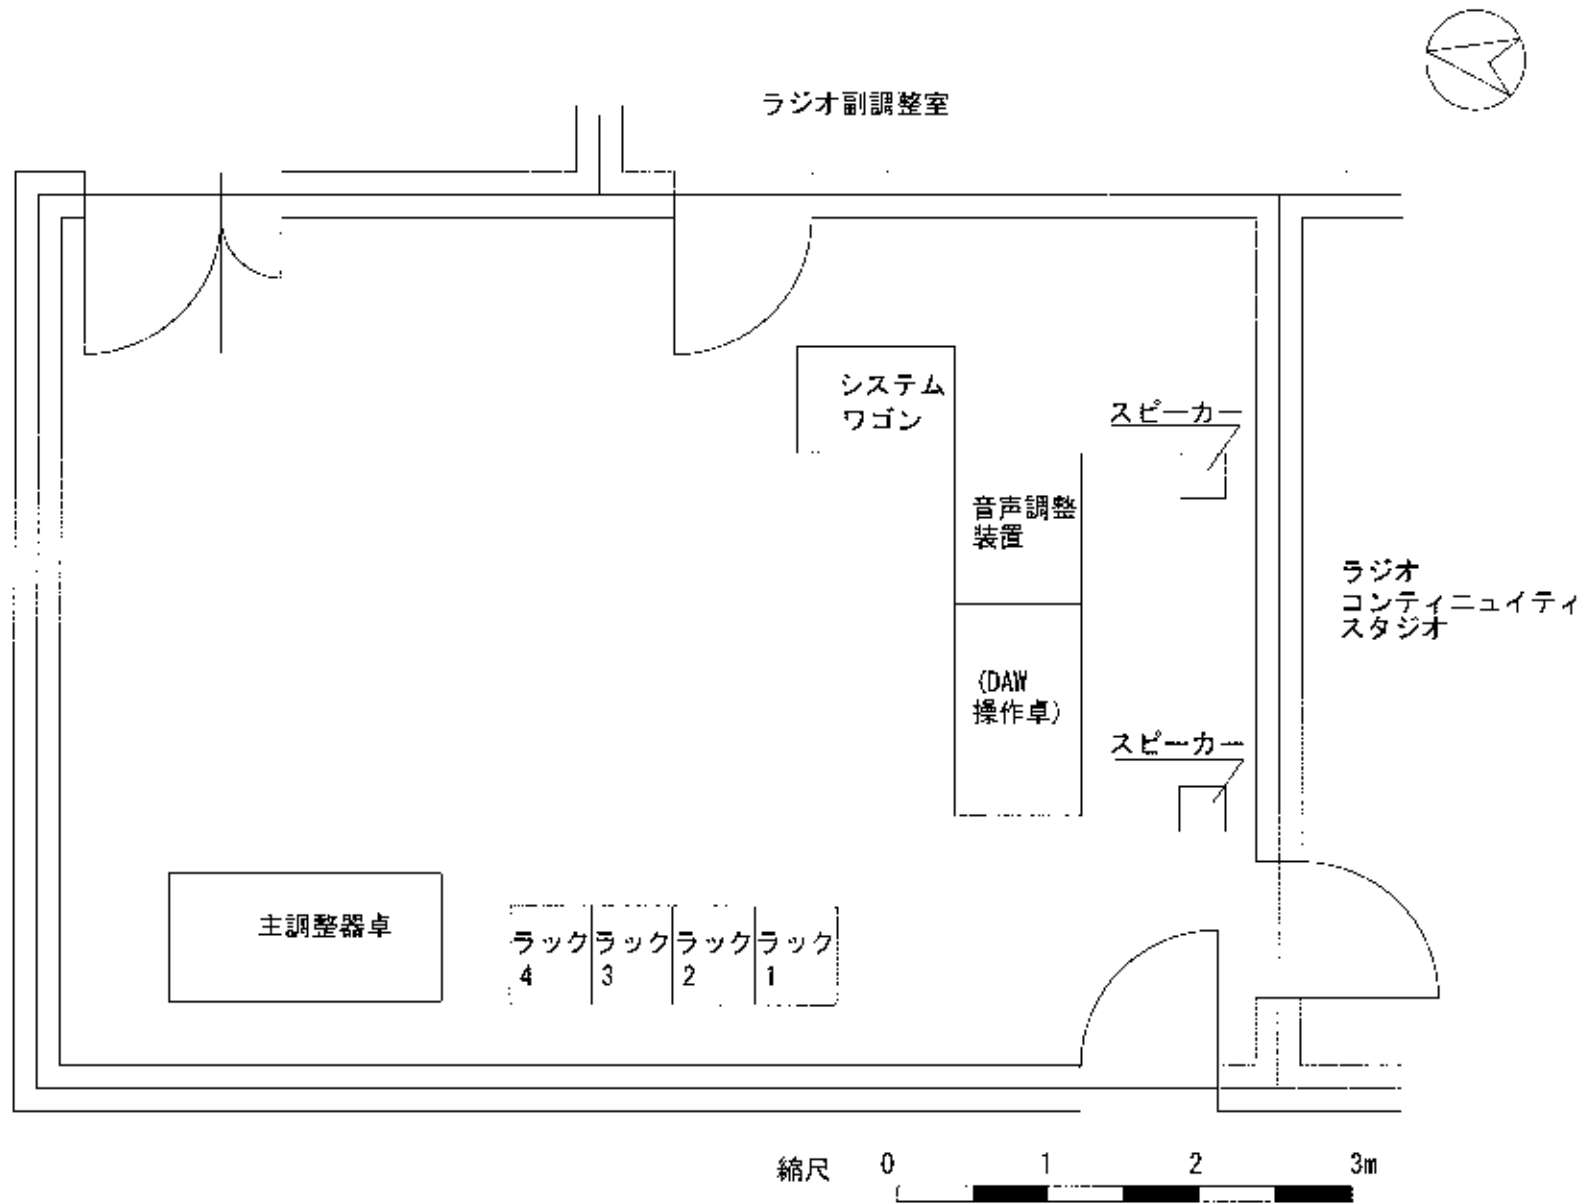 ラジオ副調整室
システム
ワゴン
スピーカー
音声調整
装置
ラジオ
コンティニュイティ
スタジオ
(DAW
操作卓)
スピーカー
主調整器卓
ラック
4
ラック
3
ラック
2
ラック
1
縮尺 0 1 2 3m